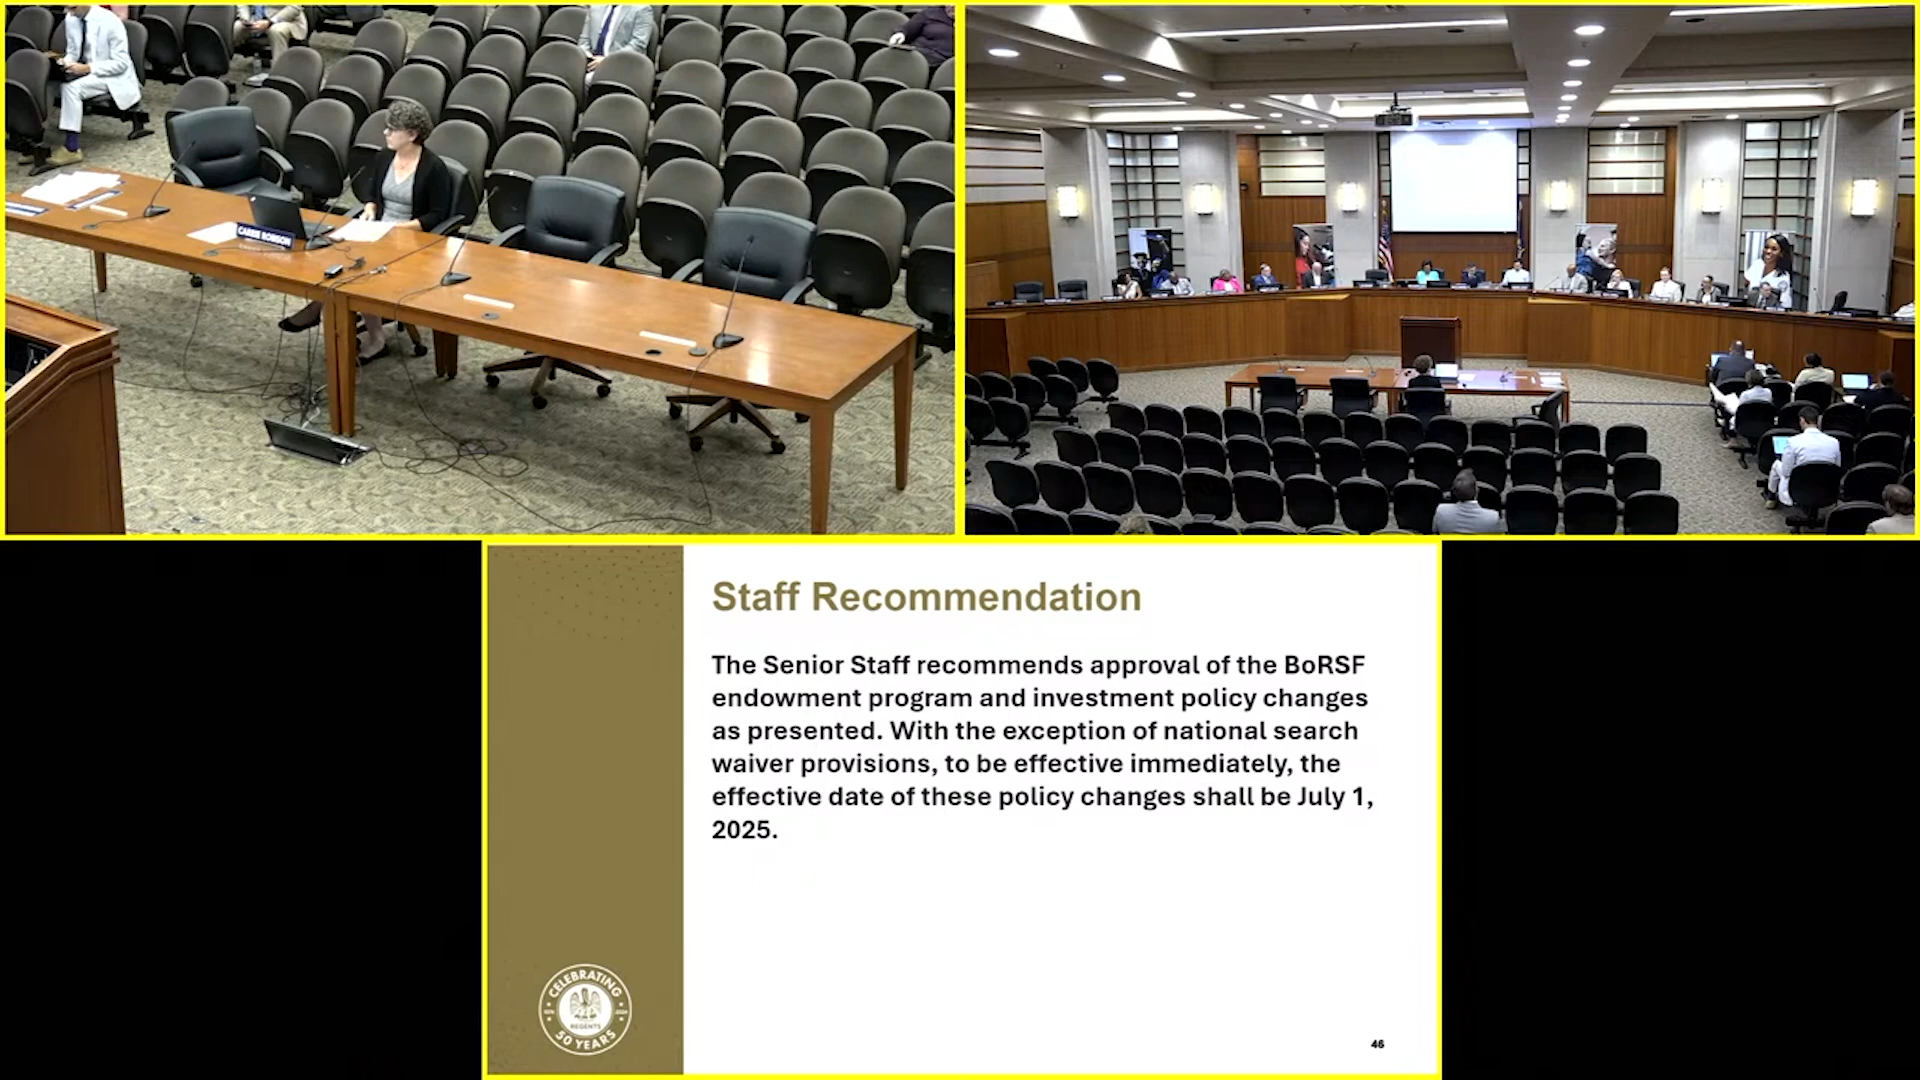 CARRIE ROBISON
Staff Recommendation
The Senior Staff recommends approval of the BoRSF
endowment program and investment policy changes
as presented. With the exception of national search
waiver provisions, to be effective immediately, the
effective date of these policy changes shall be July 1,
2025.
CELEBRATING
REGENTS
50 YEARS
46